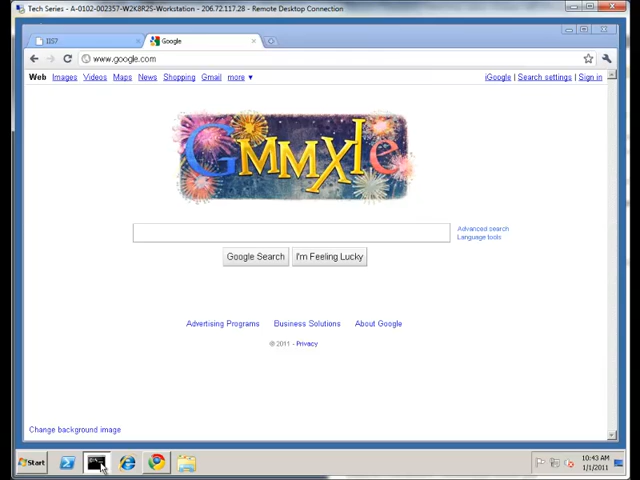 Tech Series - A-0102-002357-W2K8R2S-Workstation - 206.72.117.28 - Remote Desktop Connection
IIS7
Google
www.google.com
Web Images Videos Maps News Shopping Gmail more ▼
iGoogle | Search settings | Sign in
GMMXIle
Advanced search
Language tools
Google Search
I'm Feeling Lucky
Advertising Programs
Business Solutions
About Google
© 2011 - Privacy
Change background image
Start
10:43 AM
1/1/2011